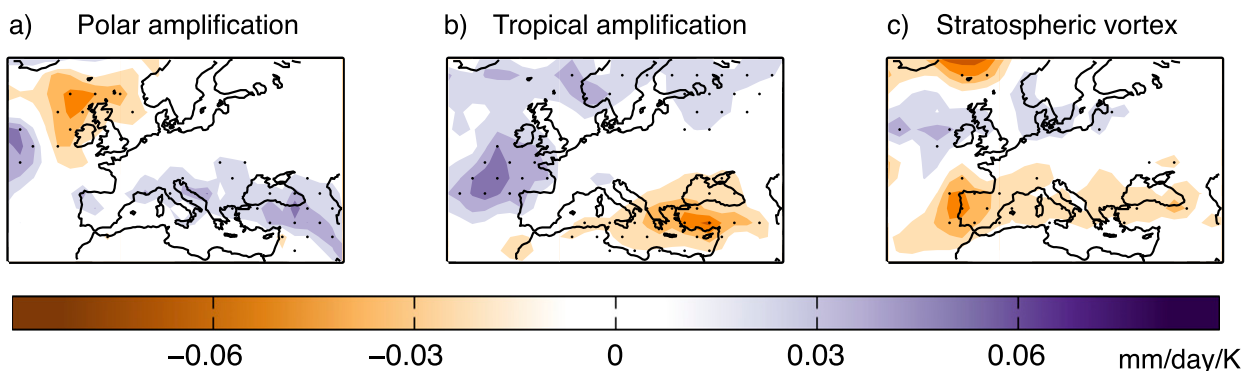 a) Polar amplification
b) Tropical amplification
c) Stratospheric vortex
−0.06 −0.03 0 0.03 0.06 mm/day/K